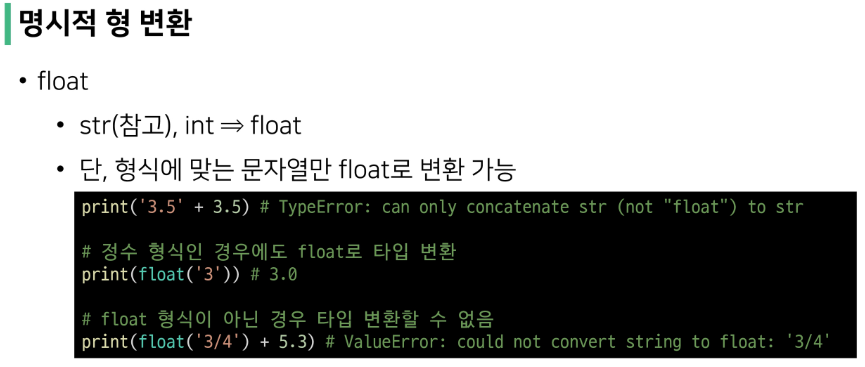 명시적 형 변환
• float
• str(참고), int ⇒ float
• 단, 형식에 맞는 문자열만 float로 변환 가능
print('3.5' + 3.5) # TypeError: can only concatenate str (not "float") to str
# 정수 형식인 경우에도 float로 타입 변환
print(float('3')) # 3.0
# float 형식이 아닌 경우 타입 변환할 수 없음
print(float('3/4') + 5.3) # ValueError: could not convert string to float: '3/4'